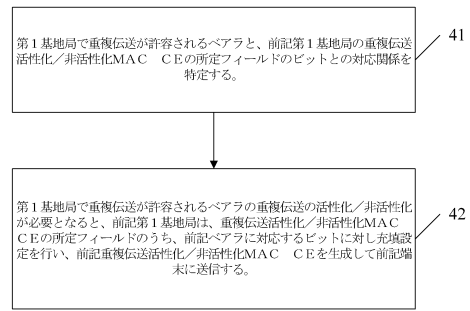 第1基地局で重複伝送が許容されるベアラと、前記第1基地局の重複伝送
活性化／非活性化MAC　CEの所定フィールドのビットとの対応関係を
特定する。
41
第1基地局で重複伝送が許容されるベアラの重複伝送の活性化／非活性化
が必要となると、前記第1基地局は、重複伝送活性化／非活性化MAC
CEの所定フィールドのうち、前記ベアラに対応するビットに対し充填設
定を行い、前記重複伝送活性化／非活性化MAC　CEを生成して前記端
末に送信する。
42